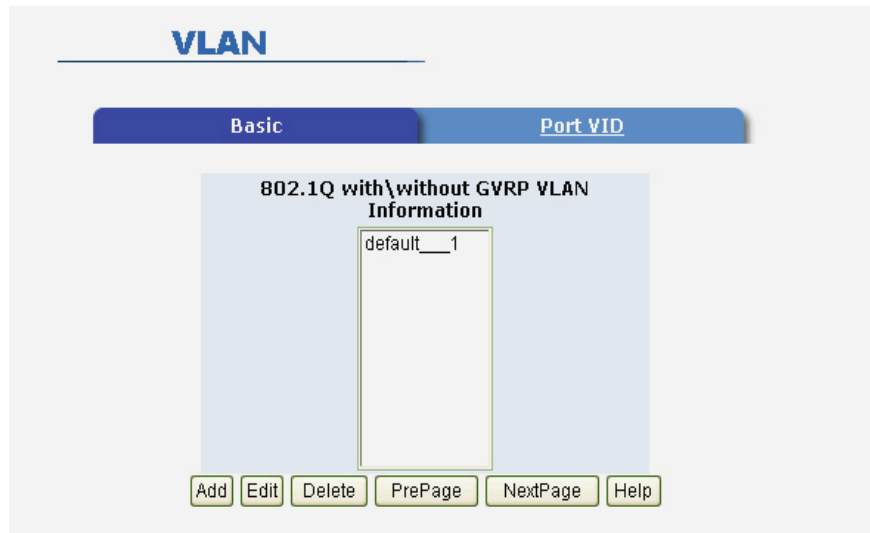 VLAN
Basic
Port VID
802.1Q with\without GVRP VLAN
Information
default___1
Add Edit Delete PrePage NextPage Help